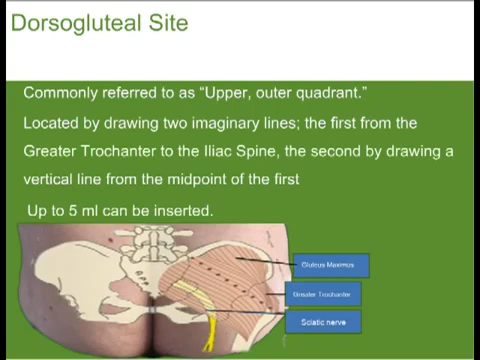 Dorsogluteal Site
Commonly referred to as “Upper, outer quadrant.”
Located by drawing two imaginary lines; the first from the
Greater Trochanter to the Iliac Spine, the second by drawing a
vertical line from the midpoint of the first
Up to 5 ml can be inserted.
Gluteus Maximus
Greater Trochanter
Sciatic nerve